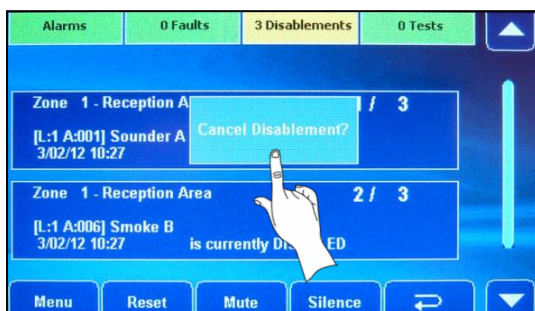 Alarms 0 Faults 3 Disablements 0 Tests
Zone 1 - Reception A 1 / 3
Cancel Disablement?
[L:1 A:001] Sounder A
3/02/12 10:27
Zone 1 - Reception Area 2 / 3
[L:1 A:006] Smoke B
3/02/12 10:27 is currently D ED
Menu Reset Mute Silence